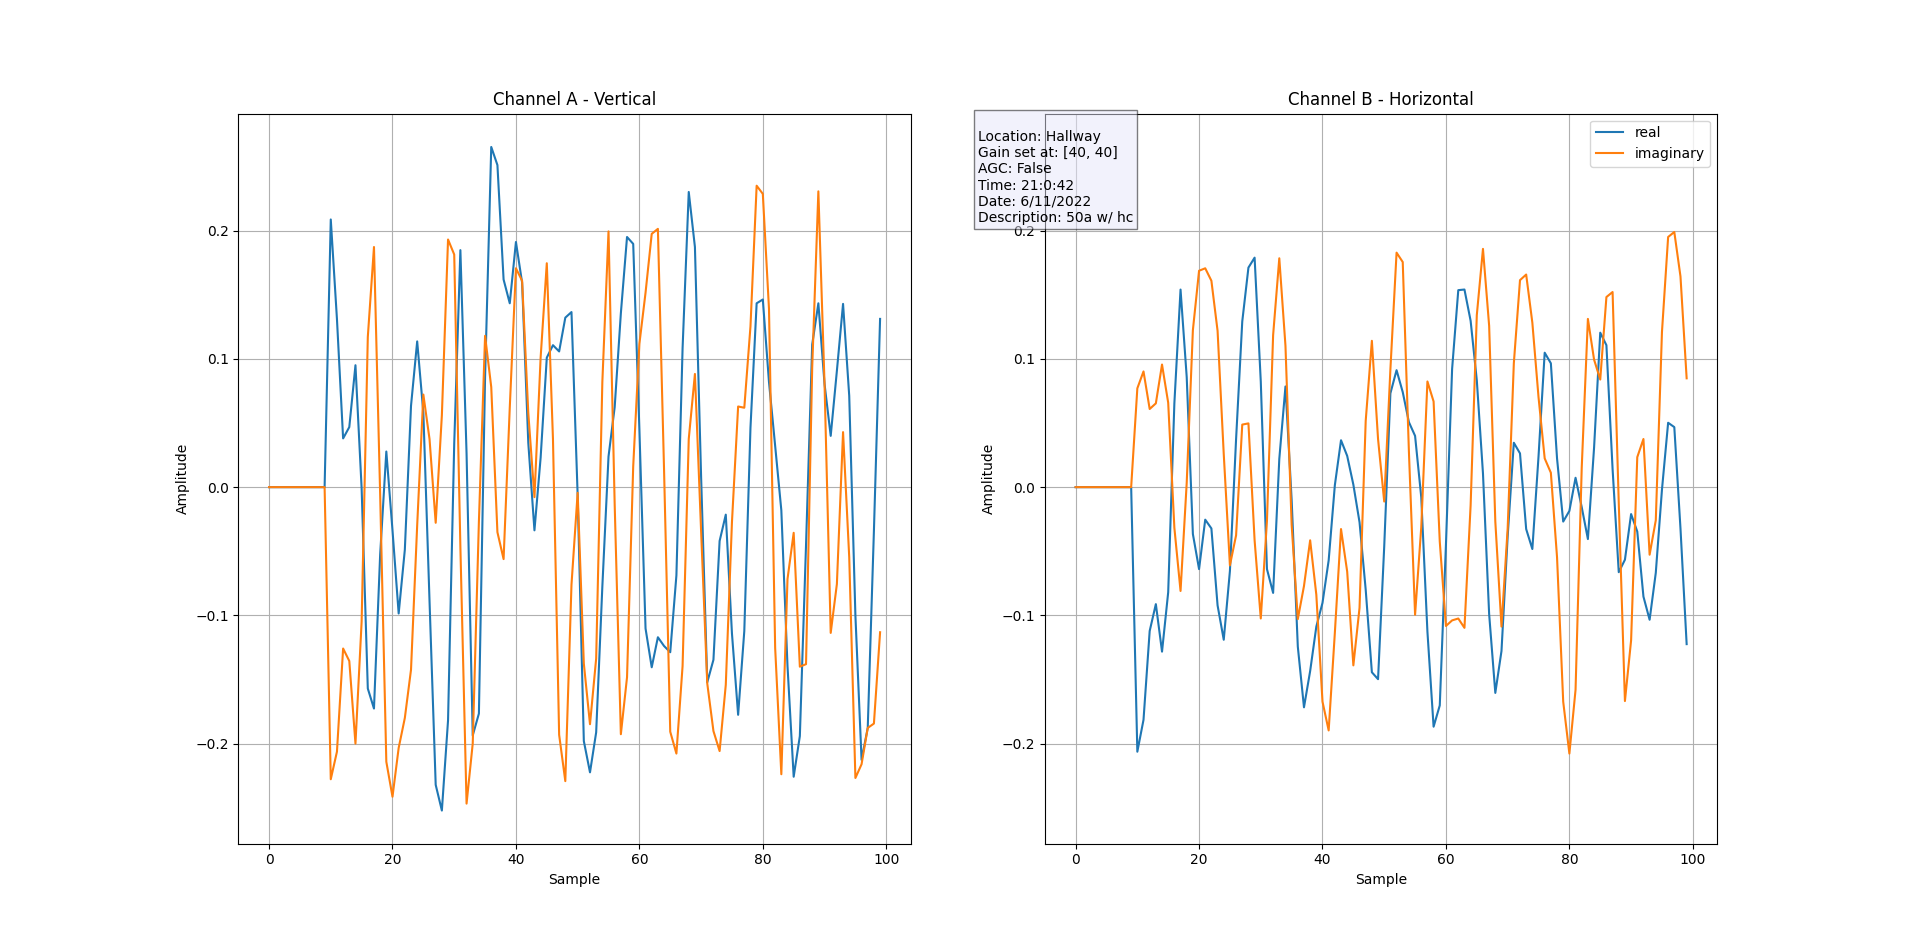 Channel A - Vertical
Amplitude
0.2
0.1
0.0
−0.1
−0.2
0 20 40 60 80 100
Sample
Channel B - Horizontal
Location: Hallway
Gain set at: [40, 40]
AGC: False
Time: 21:0:42
Date: 6/11/2022
Description: 50a w/ hc
real
imaginary
Amplitude
0.2
0.1
0.0
−0.1
−0.2
0 20 40 60 80 100
Sample